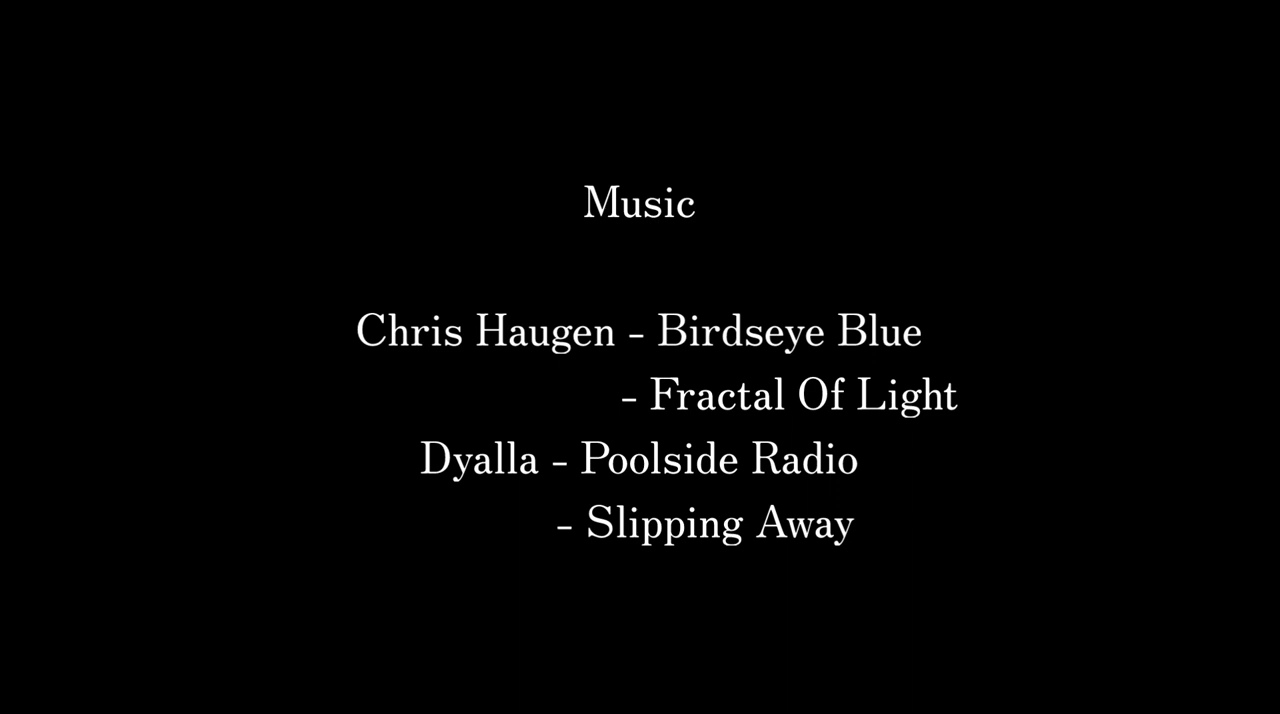 Music
Chris Haugen - Birdseye Blue
- Fractal Of Light
Dyalla - Poolside Radio
- Slipping Away